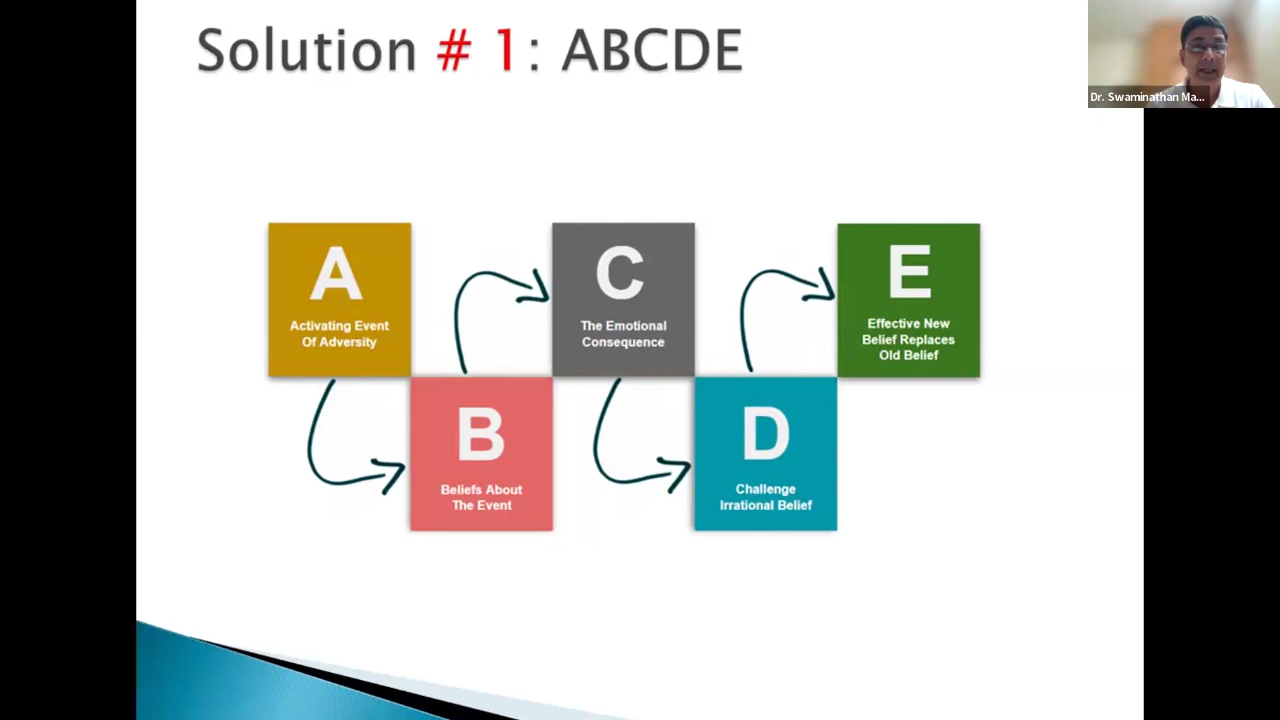 Solution # 1: ABCDE
Dr. Swaminathan Ma...
A
Activating Event
Of Adversity
B
Beliefs About
The Event
C
The Emotional
Consequence
D
Challenge
Irrational Belief
E
Effective New
Belief Replaces
Old Belief